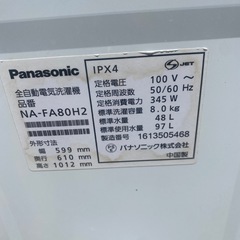 Panasonic
全自動電気洗濯機
品番
NA-FA80H2
外形寸法
幅 599 mm
奥行 610 mm
高さ 1012 mm
IPX4
JET
定格電圧 100 V~
定格周波数 50/60 Hz
定格消費電力 345 W
標準洗濯容量 8.0 kg
標準水量 48 L
標準使用水量 97 L
製造番号 1613505468
パナソニック株式会社
中国製